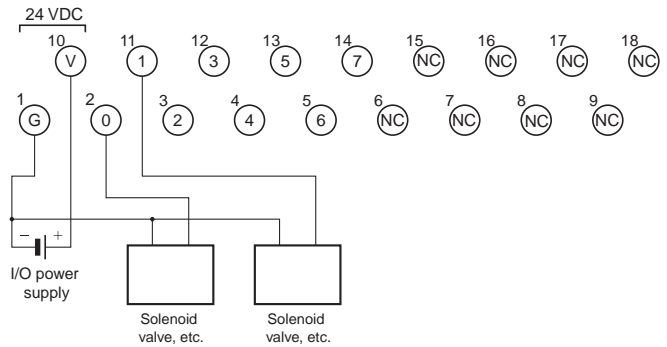 24 VDC
10 11 12 13 14 15 16 17 18
V 1 3 5 7 NC NC NC NC
1 2 3 4 5 6 7 8 9
G 0 2 4 6 NC NC NC NC
− +
I/O power
supply
Solenoid
valve, etc.
Solenoid
valve, etc.